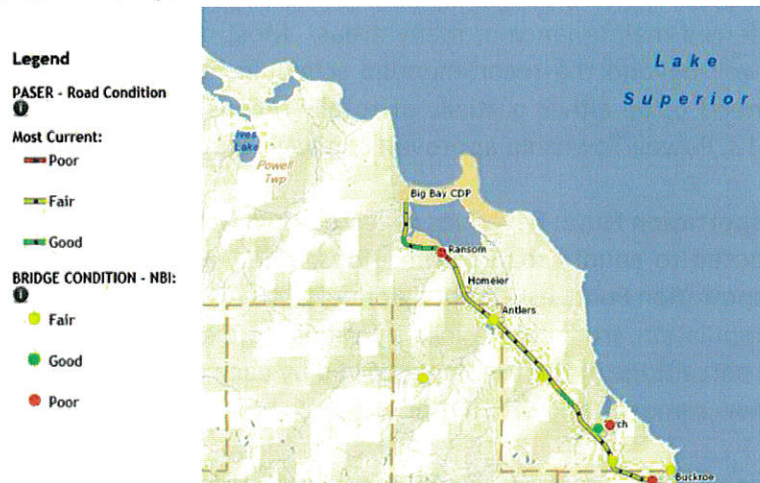 Legend
PASER - Road Condition
i
Most Current:
Poor
Fair
Good
BRIDGE CONDITION - NBI:
i
Fair
Good
Poor
Lake
Superior
Ives
Lake
Powell
Twp
Big Bay CDP
Ransom
Homeier
Antlers
Buckroe